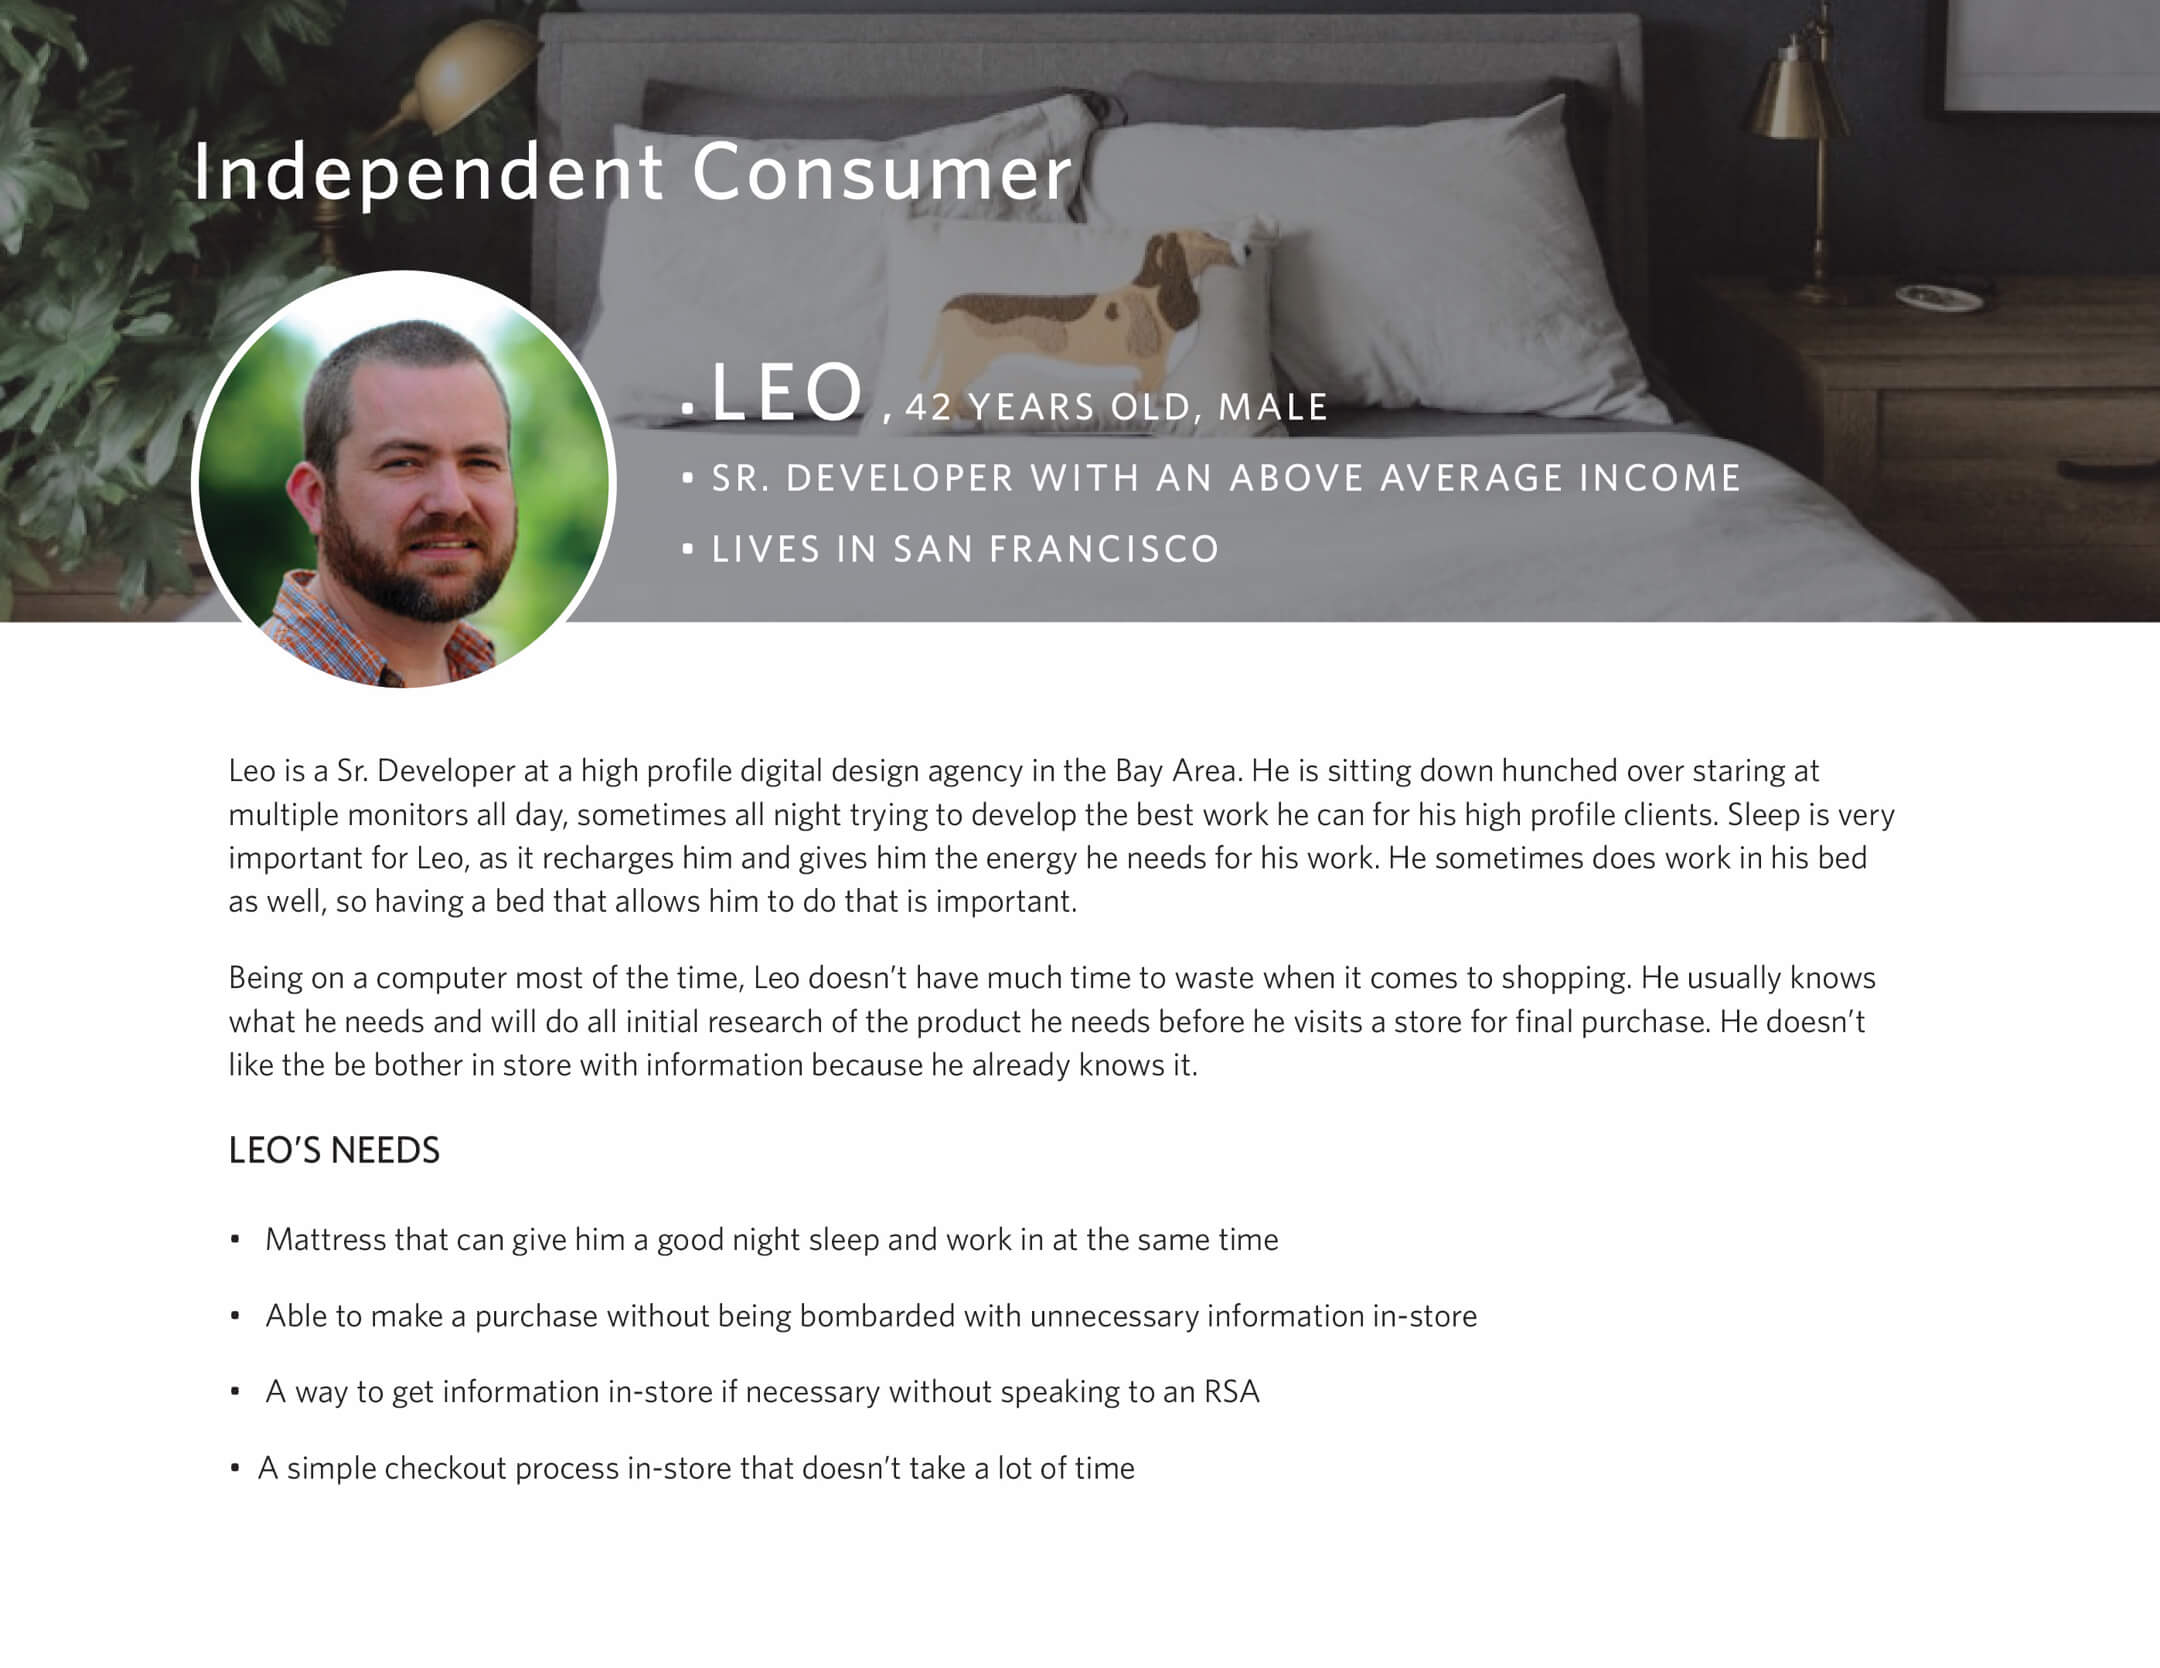 Independent Consumer
• LEO , 42 YEARS OLD, MALE
• SR. DEVELOPER WITH AN ABOVE AVERAGE INCOME
• LIVES IN SAN FRANCISCO
Leo is a Sr. Developer at a high profile digital design agency in the Bay Area. He is sitting down hunched over staring at
multiple monitors all day, sometimes all night trying to develop the best work he can for his high profile clients. Sleep is very
important for Leo, as it recharges him and gives him the energy he needs for his work. He sometimes does work in his bed
as well, so having a bed that allows him to do that is important.
Being on a computer most of the time, Leo doesn’t have much time to waste when it comes to shopping. He usually knows
what he needs and will do all initial research of the product he needs before he visits a store for final purchase. He doesn’t
like the be bother in store with information because he already knows it.
LEO’S NEEDS
• Mattress that can give him a good night sleep and work in at the same time
• Able to make a purchase without being bombarded with unnecessary information in-store
• A way to get information in-store if necessary without speaking to an RSA
• A simple checkout process in-store that doesn’t take a lot of time